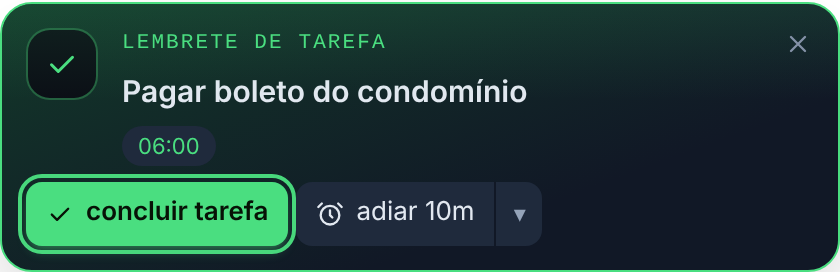 LEMBRETE DE TAREFA
Pagar boleto do condomínio
06:00
concluir tarefa
adiar 10m